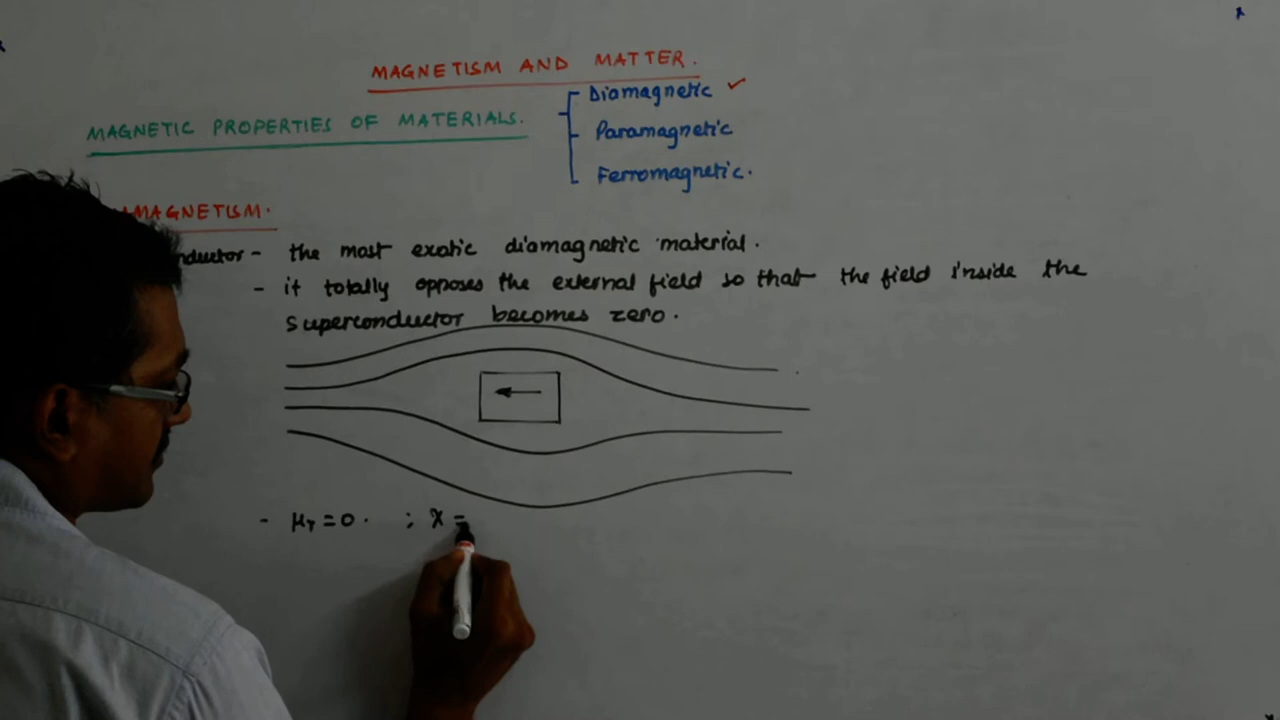 MAGNETISM AND MATTER.
MAGNETIC PROPERTIES OF MATERIALS.
Diamagnetic ✓
Paramagnetic
Ferromagnetic.
MAGNETISM.
nductor - the most exotic diamagnetic material.
- it totally opposes the external field so that the field inside the
superconductor becomes zero.
- μr = 0. ; χ =